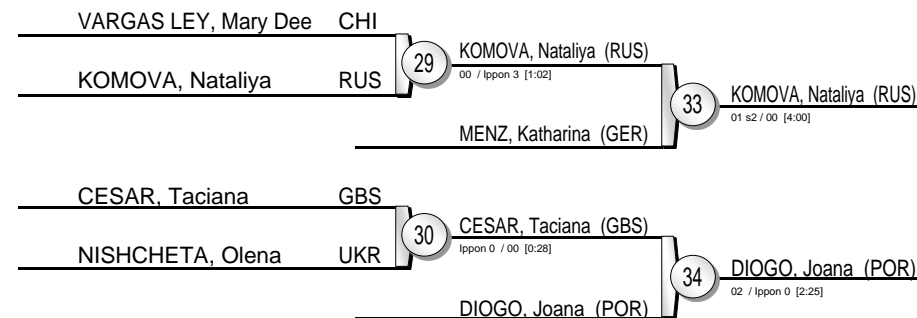 VARGAS LEY, Mary Dee CHI
KOMOVA, Nataliya RUS
29
KOMOVA, Nataliya (RUS)
00 / Ippon 3 [1:02]
MENZ, Katharina (GER)
33
KOMOVA, Nataliya (RUS)
01 s2 / 00 [4:00]
CESAR, Taciana GBS
NISHCHETA, Olena UKR
30
CESAR, Taciana (GBS)
Ippon 0 / 00 [0:28]
DIOGO, Joana (POR)
34
DIOGO, Joana (POR)
02 / Ippon 0 [2:25]